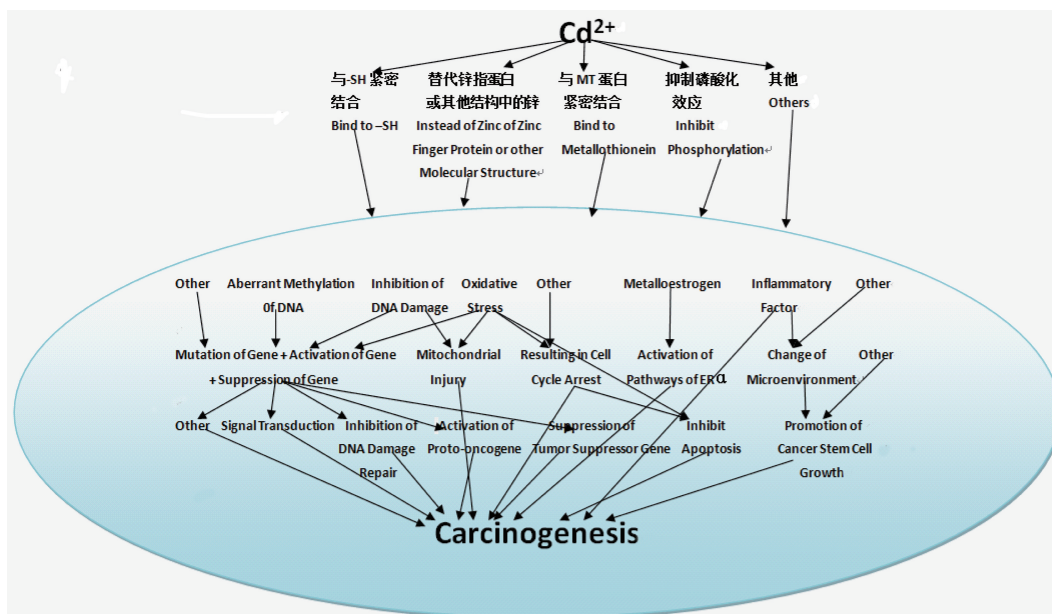 Cd2+
与-SH 紧密
结合
Bind to –SH
替代锌指蛋白
或其他结构中的锌
Instead of Zinc of Zinc
Finger Protein or other
Molecular Structure↵
与 MT 蛋白
紧密结合
Bind to
Metallothionein
抑制磷酸化
效应
Inhibit
Phosphorylation↵
其他
Others
Other
Aberrant Methylation
0f DNA
Inhibition of
DNA Damage
Oxidative
Stress
Other
Metalloestrogen
Inflammatory
Factor
Other
Mutation of Gene + Activation of Gene
+ Suppression of Gene
Mitochondrial
Injury
Resulting in Cell
Cycle Arrest
Activation of
Pathways of ERα
Change of
Microenvironment
Other
Other
Signal Transduction
Inhibition of
DNA Damage
Repair
Activation of
Proto-oncogene
Suppression of
Tumor Suppressor Gene
Inhibit
Apoptosis
Promotion of
Cancer Stem Cell
Growth
Carcinogenesis